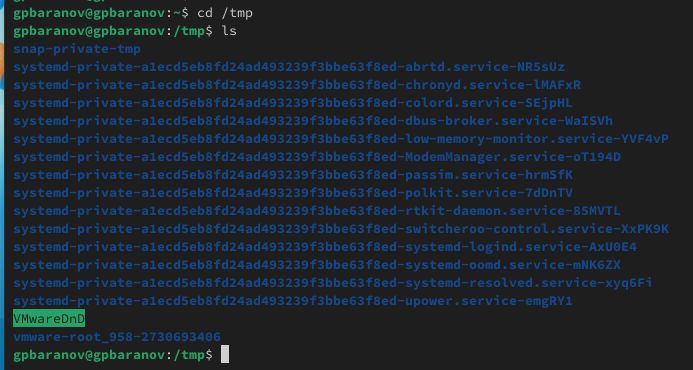 gpbaranov@gpbaranov:~$ cd /tmp
gpbaranov@gpbaranov:/tmp$ ls
snap-private-tmp
systemd-private-a1ecd5eb8fd24ad493239f3bbe63f8ed-abrtd.service-NR5sUz
systemd-private-a1ecd5eb8fd24ad493239f3bbe63f8ed-chronyd.service-lMAFxR
systemd-private-a1ecd5eb8fd24ad493239f3bbe63f8ed-colord.service-SEjpHL
systemd-private-a1ecd5eb8fd24ad493239f3bbe63f8ed-dbus-broker.service-WaISVh
systemd-private-a1ecd5eb8fd24ad493239f3bbe63f8ed-low-memory-monitor.service-YVF4vP
systemd-private-a1ecd5eb8fd24ad493239f3bbe63f8ed-ModemManager.service-oT194D
systemd-private-a1ecd5eb8fd24ad493239f3bbe63f8ed-passim.service-hrmSfK
systemd-private-a1ecd5eb8fd24ad493239f3bbe63f8ed-polkit.service-7dDnTV
systemd-private-a1ecd5eb8fd24ad493239f3bbe63f8ed-rtkit-daemon.service-85MVTL
systemd-private-a1ecd5eb8fd24ad493239f3bbe63f8ed-switcheroo-control.service-XxPK9K
systemd-private-a1ecd5eb8fd24ad493239f3bbe63f8ed-systemd-logind.service-AxU0E4
systemd-private-a1ecd5eb8fd24ad493239f3bbe63f8ed-systemd-oomd.service-mNK6ZX
systemd-private-a1ecd5eb8fd24ad493239f3bbe63f8ed-systemd-resolved.service-xyq6Fi
systemd-private-a1ecd5eb8fd24ad493239f3bbe63f8ed-upower.service-emgRY1
VMwareDnD
vmware-root_958-2730693406
gpbaranov@gpbaranov:/tmp$